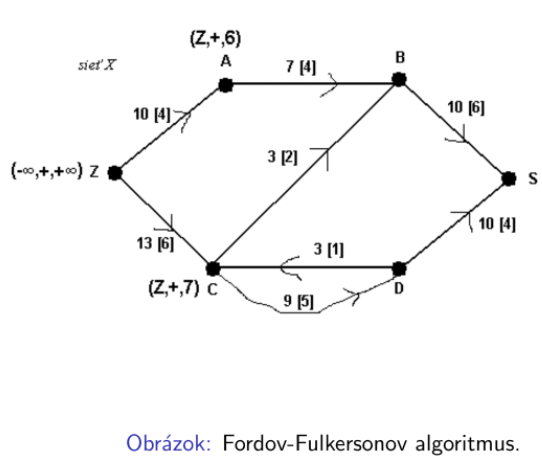 (Z,+,6)
sieť X
A
7 [4]
B
10 [4]
10 [6]
3 [2]
(-∞,+,+∞) Z
S
13 [6]
3 [1]
10 [4]
(Z,+,7) C
D
9 [5]
Obrázok: Fordov-Fulkersonov algoritmus.